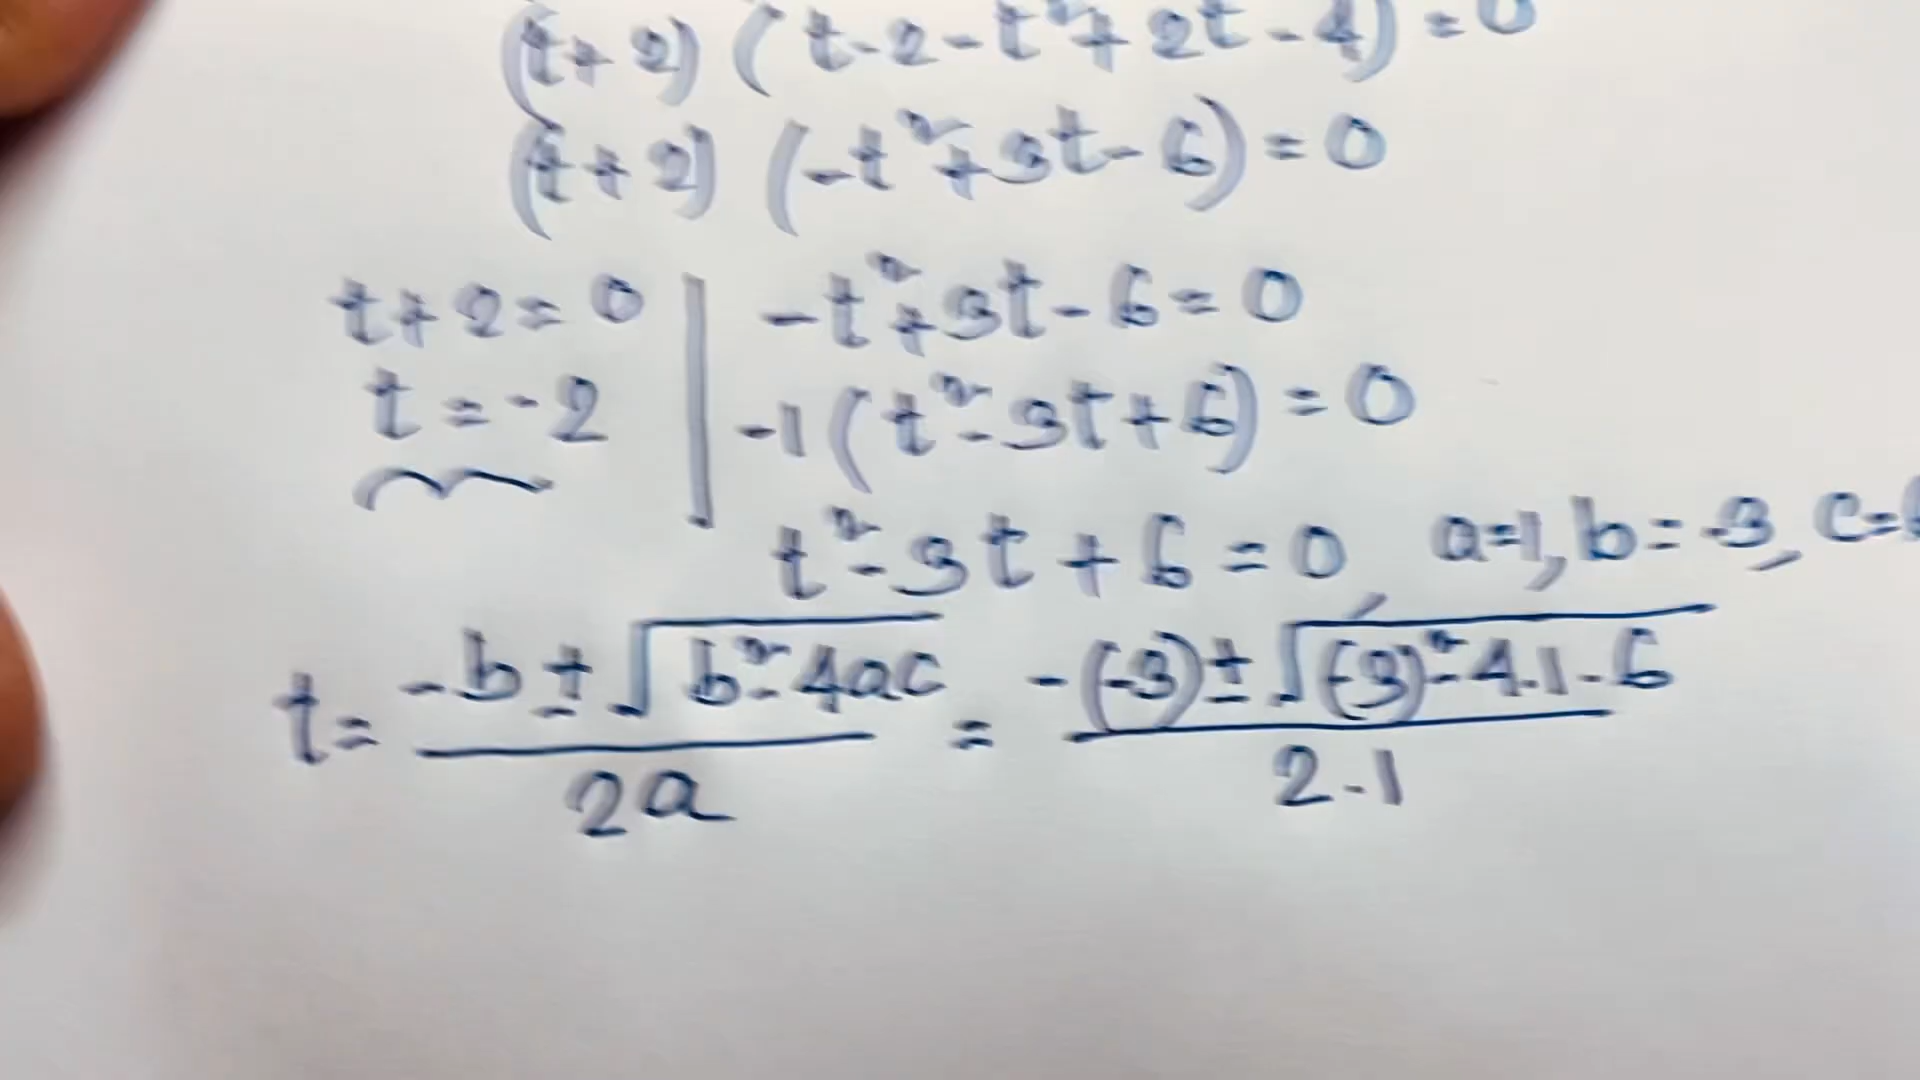 (t+2) (t-2-t²+2t-4) = 0
(t+2) (-t²+3t-6) = 0
t+2=0 | -t²+3t-6=0
t=-2 | -1(t²-3t+6)=0
t²-3t+6=0, a=1, b=-3, c=
t= (-b±√(b²-4ac))/2a = (-(-3)±√((-3)²-4.1.6))/2.1